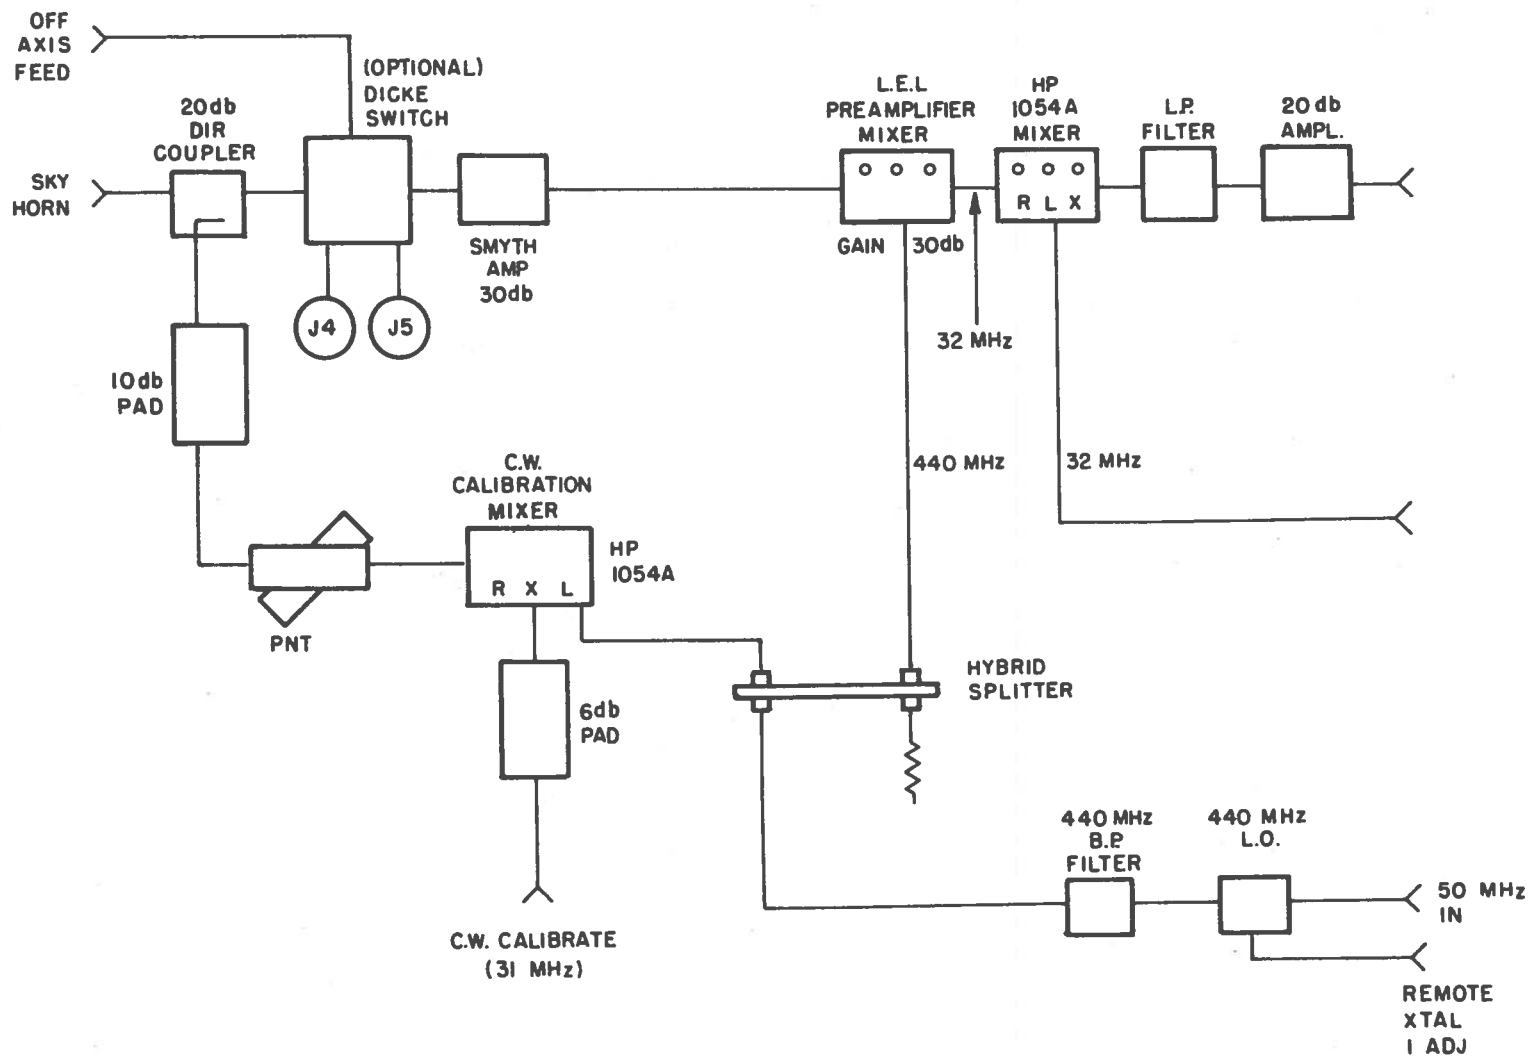 OFF
AXIS
FEED
(OPTIONAL)
DICKE
SWITCH
20db
DIR
COUPLER
SKY
HORN
SMYTH
AMP
30db
J4
J5
L.E.L
PREAMPLIFIER
MIXER
GAIN 30db
HP
1054A
MIXER
R L X
L.P.
FILTER
20db
AMPL.
32 MHz
10db
PAD
440 MHz
32 MHz
C.W.
CALIBRATION
MIXER
HP
1054A
R X L
PNT
6db
PAD
HYBRID
SPLITTER
C.W. CALIBRATE
(31 MHz)
440 MHz
B.P.
FILTER
440 MHz
L.O.
50 MHz
IN
REMOTE
XTAL
I ADJ